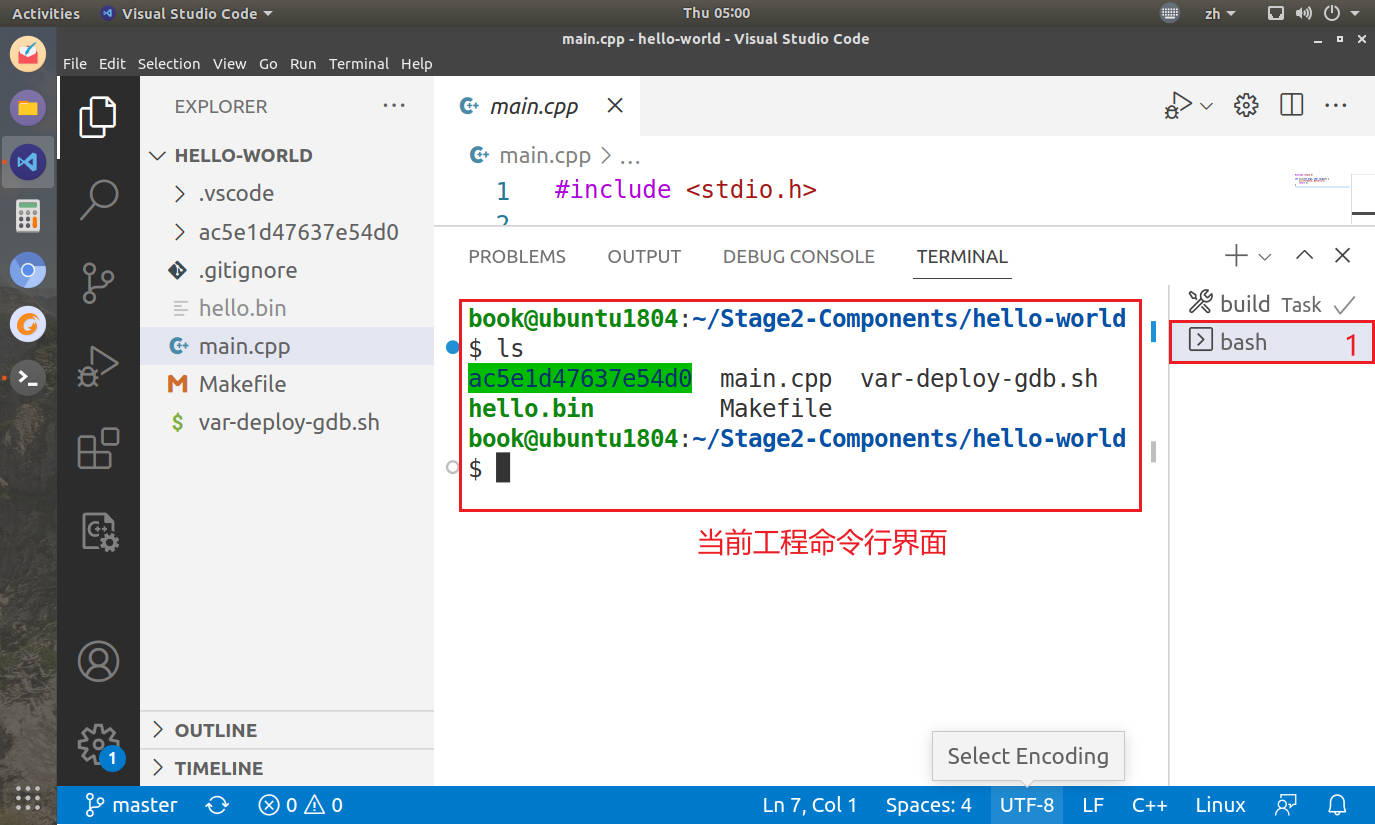 Activities Visual Studio Code Thu 05:00 zh
main.cpp - hello-world - Visual Studio Code
File Edit Selection View Go Run Terminal Help
EXPLORER
HELLO-WORLD
.vscode
ac5e1d47637e54d0
.gitignore
hello.bin
main.cpp
Makefile
var-deploy-gdb.sh
OUTLINE
TIMELINE
main.cpp
main.cpp > ...
1 #include <stdio.h>
2
PROBLEMS OUTPUT DEBUG CONSOLE TERMINAL
book@ubuntu1804:~/Stage2-Components/hello-world
$ ls
ac5e1d47637e54d0 main.cpp var-deploy-gdb.sh
hello.bin Makefile
book@ubuntu1804:~/Stage2-Components/hello-world
$
当前工程命令行界面
build Task
bash 1
Select Encoding
1
master 0 0 Ln 7, Col 1 Spaces: 4 UTF-8 LF C++ Linux